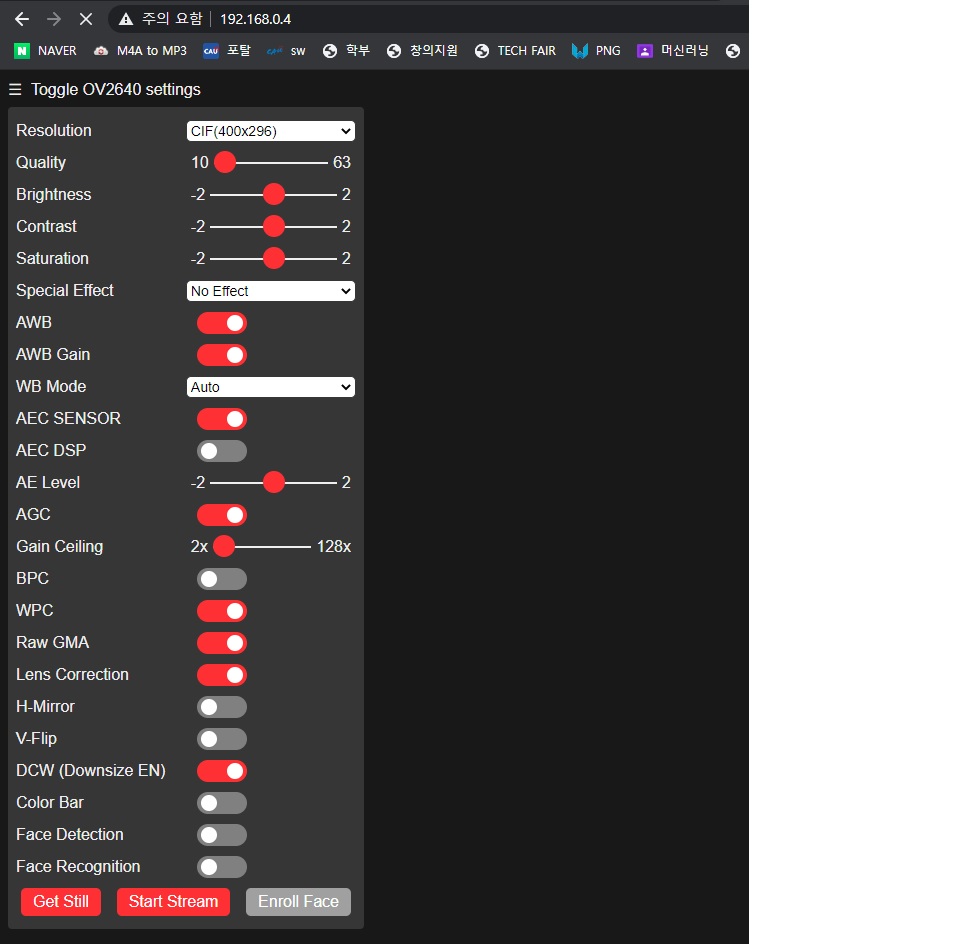 주의 요함 | 192.168.0.4
N NAVER M4A to MP3 CAU 포탈 SW 학부 창의지원 TECH FAIR PNG 머신러닝
☰ Toggle OV2640 settings
Resolution CIF(400x296)
Quality 10 63
Brightness -2 2
Contrast -2 2
Saturation -2 2
Special Effect No Effect
AWB
AWB Gain
WB Mode Auto
AEC SENSOR
AEC DSP
AE Level -2 2
AGC
Gain Ceiling 2x 128x
BPC
WPC
Raw GMA
Lens Correction
H-Mirror
V-Flip
DCW (Downsize EN)
Color Bar
Face Detection
Face Recognition
Get Still Start Stream Enroll Face